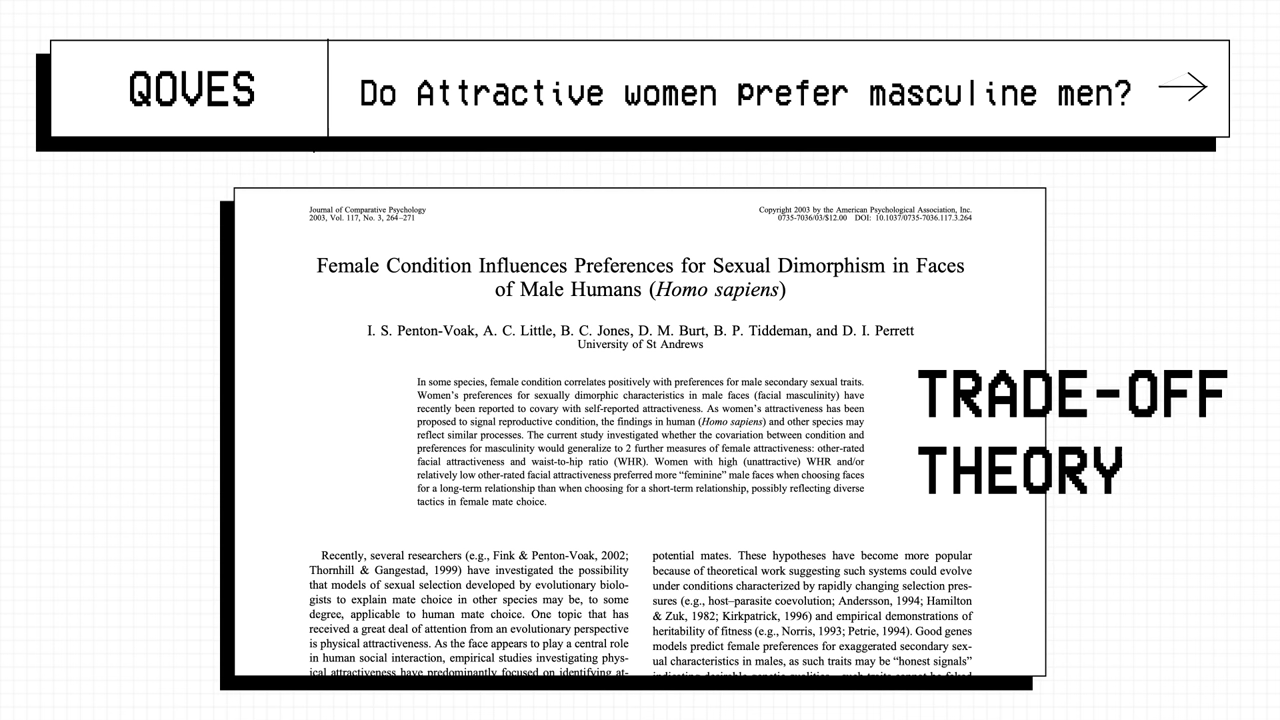 QOVES
Do Attractive women prefer masculine men?
Journal of Comparative Psychology
2003, Vol. 117, No. 3, 264–271
Copyright 2003 by the American Psychological Association, Inc.
0735-7036/03/$12.00 DOI: 10.1037/0735-7036.117.3.264
Female Condition Influences Preferences for Sexual Dimorphism in Faces
of Male Humans (Homo sapiens)
I. S. Penton-Voak, A. C. Little, B. C. Jones, D. M. Burt, B. P. Tiddeman, and D. I. Perrett
University of St Andrews
In some species, female condition correlates positively with preferences for male secondary sexual traits.
Women's preferences for sexually dimorphic characteristics in male faces (facial masculinity) have
recently been reported to covary with self-reported attractiveness. As women's attractiveness has been
proposed to signal reproductive condition, the findings in human (Homo sapiens) and other species may
reflect similar processes. The current study investigated whether the covariation between condition and
preferences for masculinity would generalize to 2 further measures of female attractiveness: other-rated
facial attractiveness and waist-to-hip ratio (WHR). Women with high (unattractive) WHR and/or
relatively low other-rated facial attractiveness preferred more “feminine” male faces when choosing faces
for a long-term relationship than when choosing for a short-term relationship, possibly reflecting diverse
tactics in female mate choice.
TRADE-OFF
THEORY
Recently, several researchers (e.g., Fink & Penton-Voak, 2002;
Thornhill & Gangestad, 1999) have investigated the possibility
that models of sexual selection developed by evolutionary biolo-
gists to explain mate choice in other species may be, to some
degree, applicable to human mate choice. One topic that has
received a great deal of attention from an evolutionary perspective
is physical attractiveness. As the face appears to play a central role
in human social interaction, empirical studies investigating phys-
ical attractiveness have predominantly focused on identifying at-
potential mates. These hypotheses have become more popular
because of theoretical work suggesting such systems could evolve
under conditions characterized by rapidly changing selection pres-
sures (e.g., host–parasite coevolution; Andersson, 1994; Hamilton
& Zuk, 1982; Kirkpatrick, 1996) and empirical demonstrations of
heritability of fitness (e.g., Norris, 1993; Petrie, 1994). Good genes
models predict female preferences for exaggerated secondary sex-
ual characteristics in males, as such traits may be “honest signals”